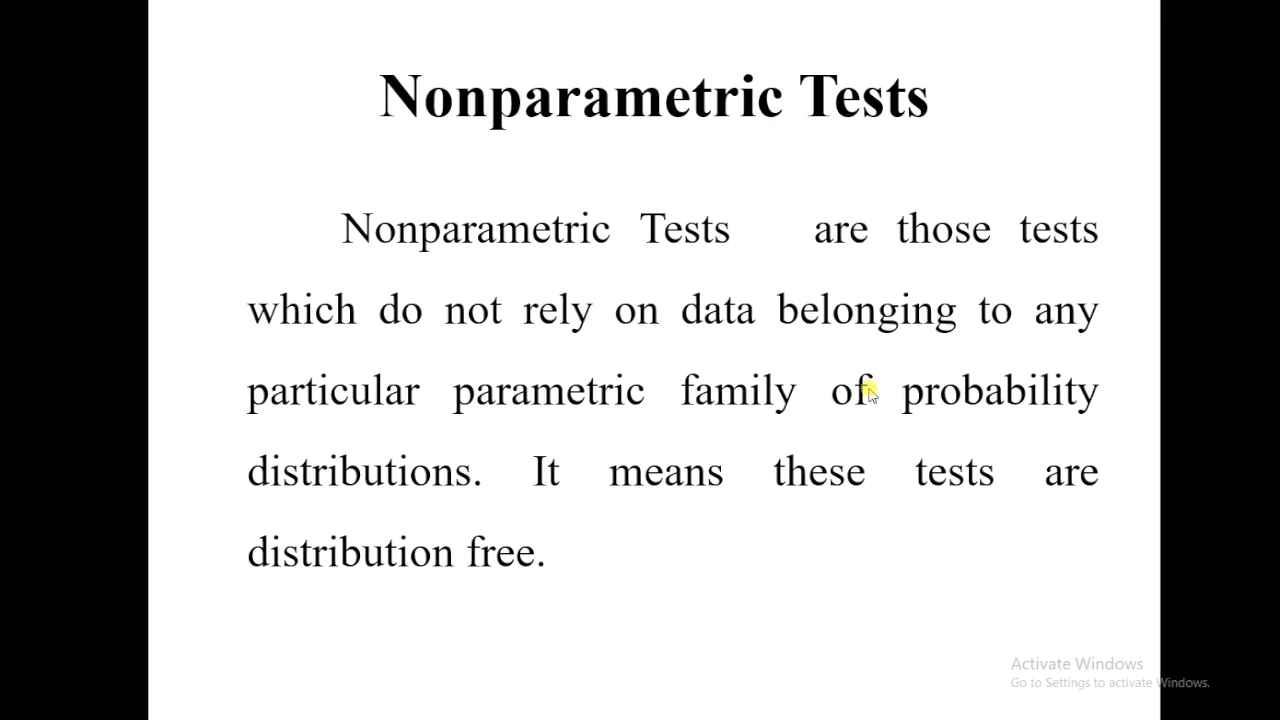 Nonparametric Tests
Nonparametric Tests are those tests
which do not rely on data belonging to any
particular parametric family of probability
distributions. It means these tests are
distribution free.
Activate Windows
Go to Settings to activate Windows.